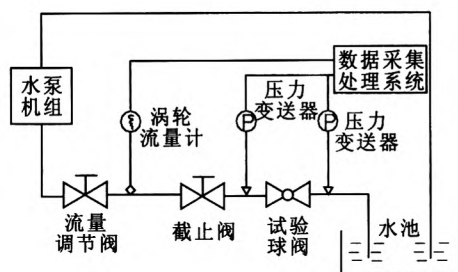 数据采集
处理系统
水泵
机组
涡轮
流量计
压力
变送器
P
P
压力
变送器
流量
调节阀
截止阀
试验
球阀
水池